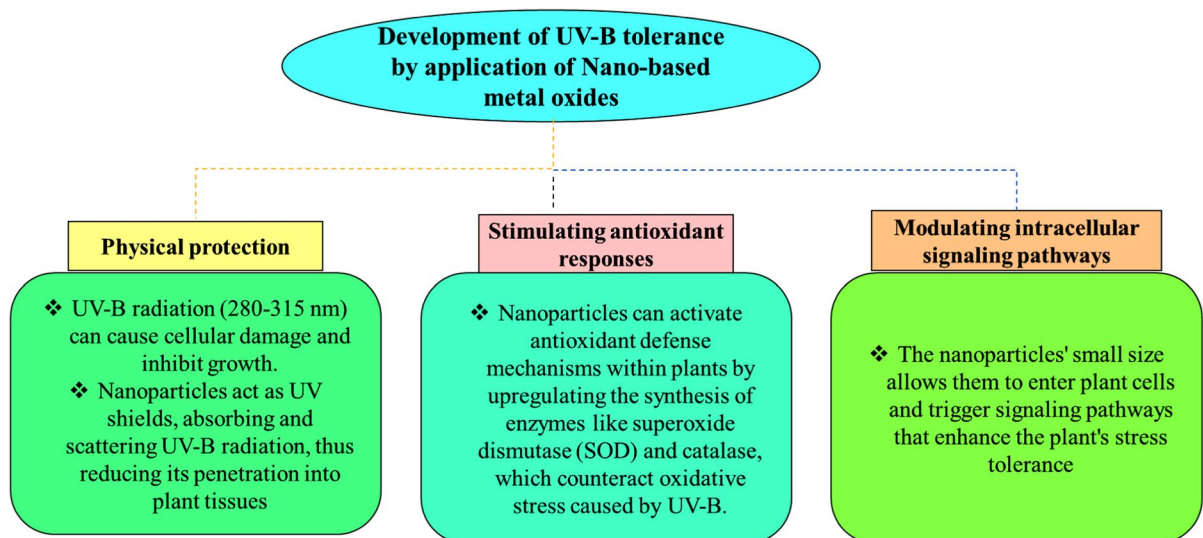 Development of UV-B tolerance
by application of Nano-based
metal oxides
Physical protection
❖ UV-B radiation (280-315 nm)
can cause cellular damage and
inhibit growth.
❖ Nanoparticles act as UV
shields, absorbing and
scattering UV-B radiation, thus
reducing its penetration into
plant tissues
Stimulating antioxidant
responses
❖ Nanoparticles can activate
antioxidant defense
mechanisms within plants by
upregulating the synthesis of
enzymes like superoxide
dismutase (SOD) and catalase,
which counteract oxidative
stress caused by UV-B.
Modulating intracellular
signaling pathways
❖ The nanoparticles' small size
allows them to enter plant cells
and trigger signaling pathways
that enhance the plant's stress
tolerance